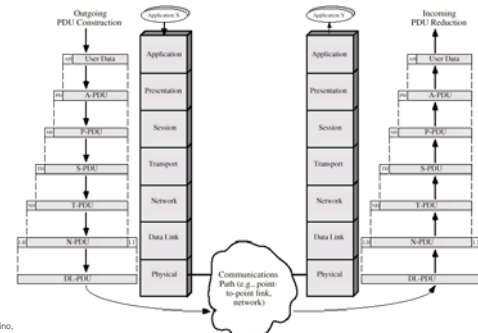 Outgoing
PDU Construction
Application X
Application Y
Incoming
PDU Reduction
Application
Presentation
Session
Transport
Network
Data Link
Physical
Application
Presentation
Session
Transport
Network
Data Link
Physical
User Data
A-PDU
P-PDU
S-PDU
T-PDU
N-PDU
DL-PDU
User Data
A-PDU
P-PDU
S-PDU
T-PDU
N-PDU
DL-PDU
Communications
Path (e.g., point-
to-point link,
network)
ino,